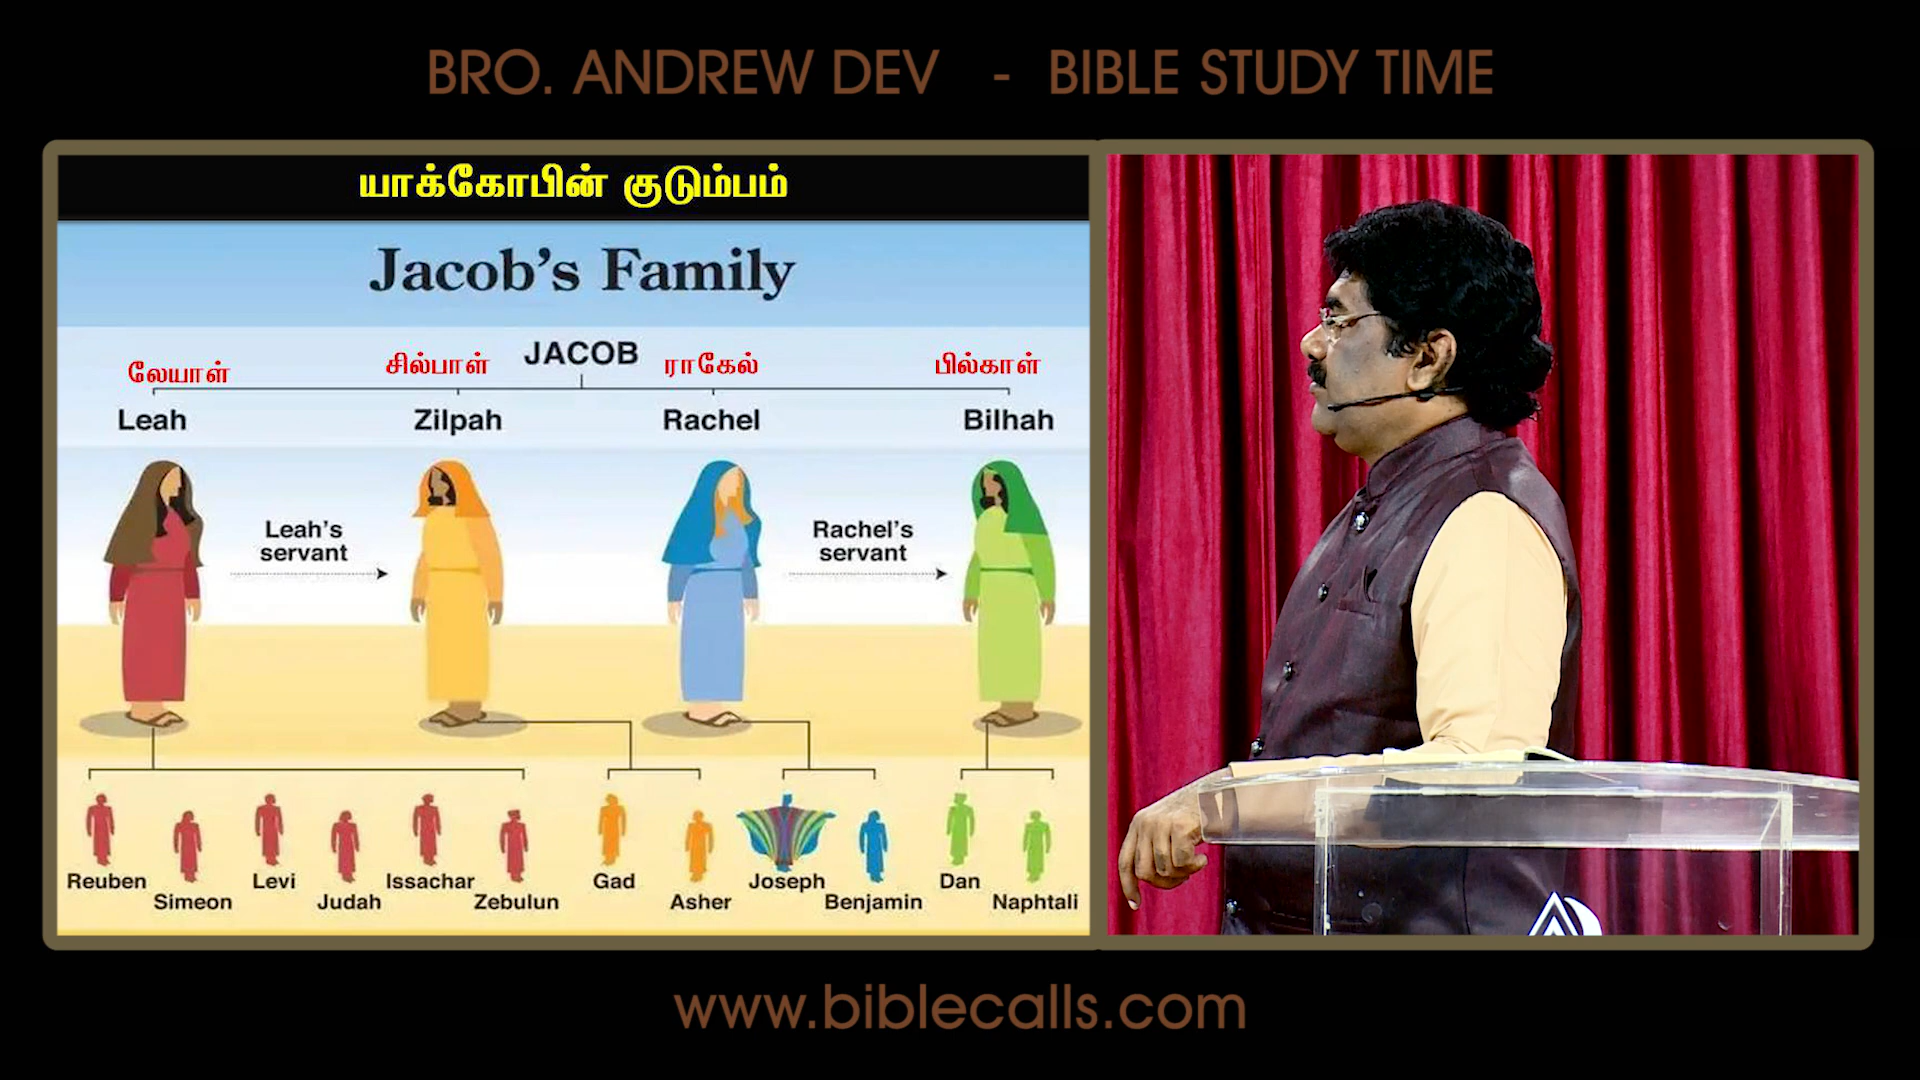 BRO. ANDREW DEV - BIBLE STUDY TIME
யாக்கோபின் குடும்பம்
Jacob's Family
JACOB
லேயாள் சில்பாள் ராகேல் பில்காள்
Leah Zilpah Rachel Bilhah
Leah's
servant
Rachel's
servant
Reuben Simeon Levi Judah Issachar Zebulun Gad Asher Joseph Benjamin Dan Naphtali
www.biblecalls.com